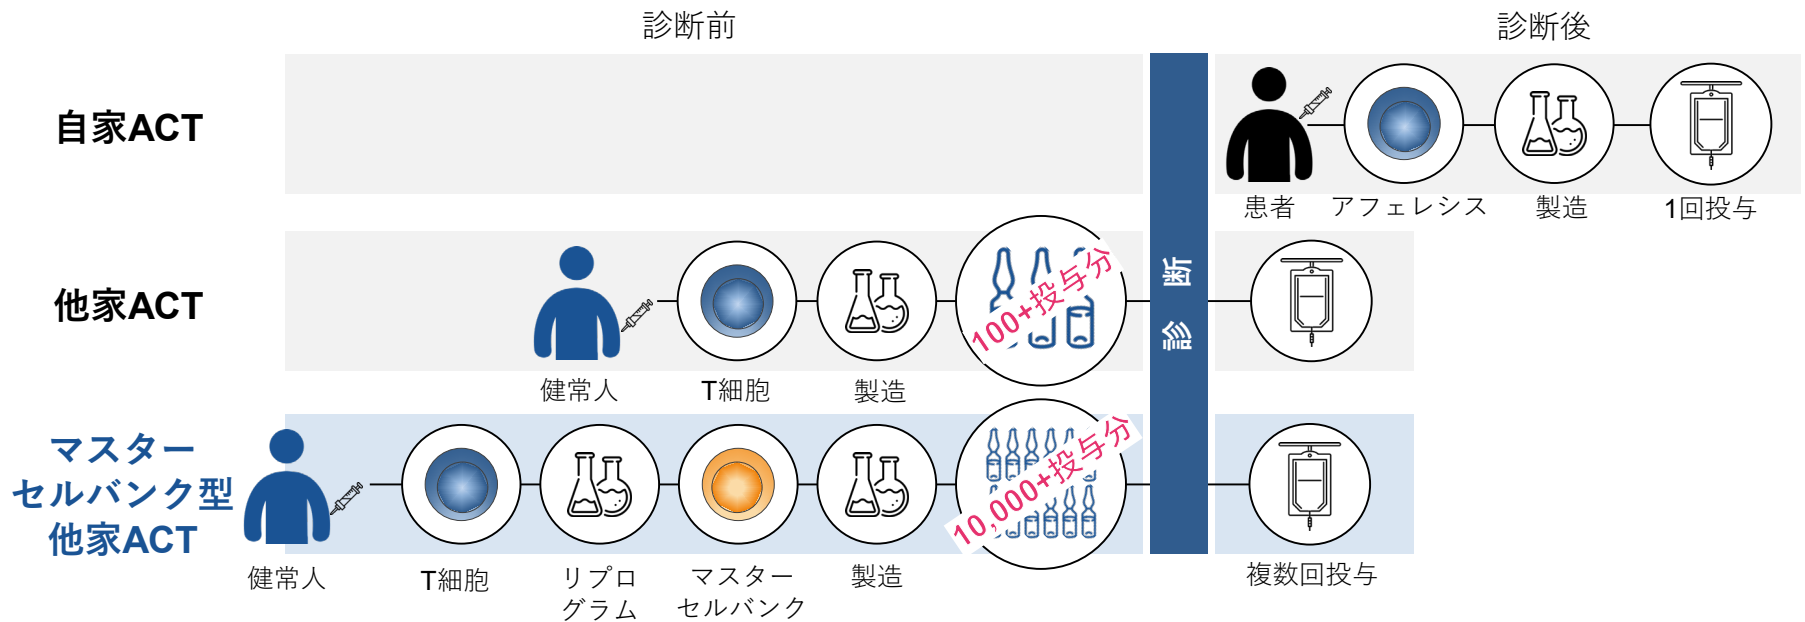 診断前
診断後
自家ACT
患者
アフェレシス
製造
1回投与
他家ACT
100+投与分
健常人
T細胞
製造
診断
マスター
セルバンク型
他家ACT
10,000+投与分
健常人
T細胞
リプロ
グラム
マスター
セルバンク
製造
複数回投与